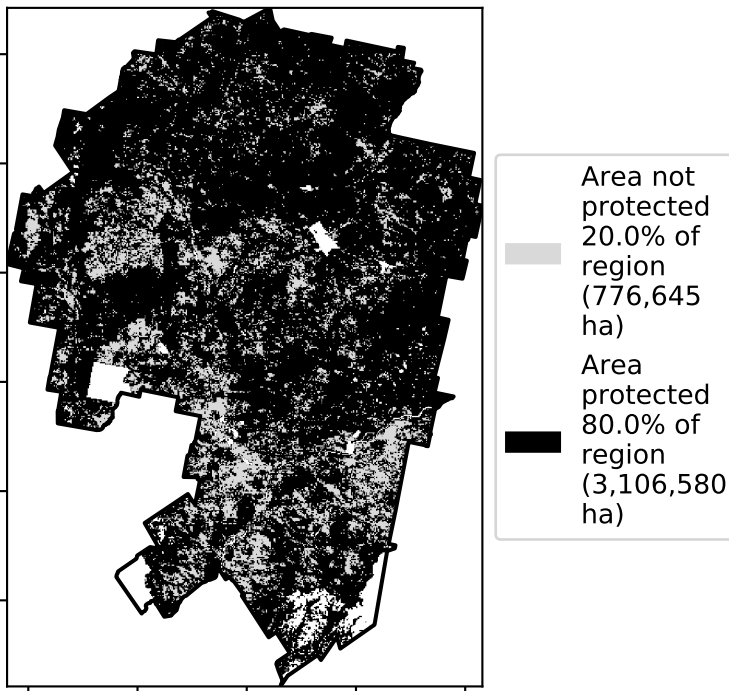 Area not
protected
20.0% of
region
(776,645
ha)
Area
protected
80.0% of
region
(3,106,580
ha)